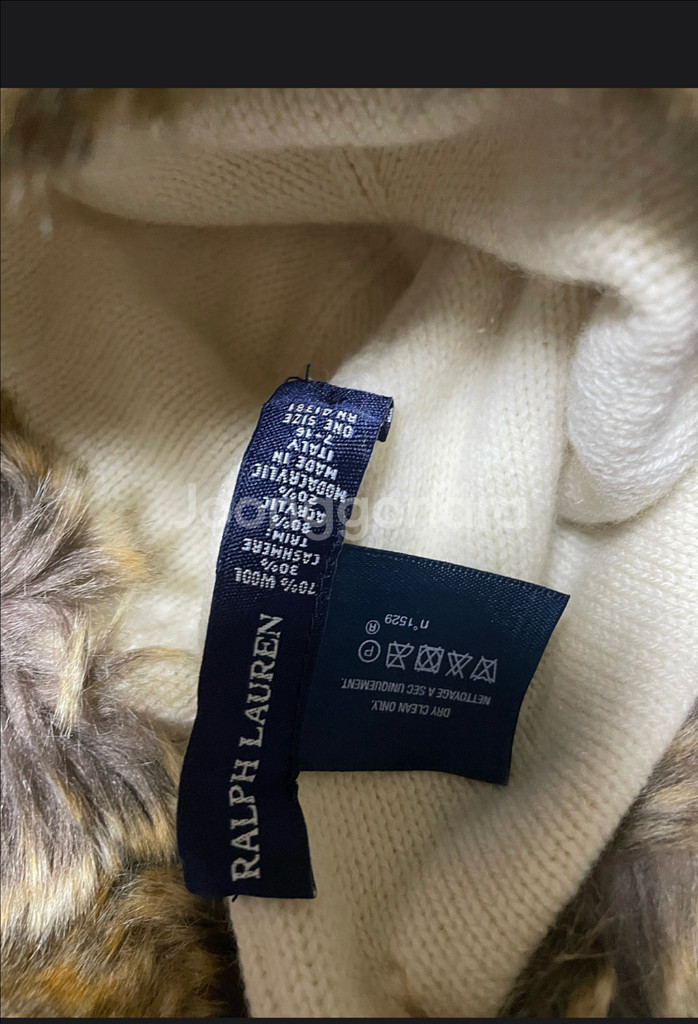 RALPH LAUREN
70% WOOL
30%
CASHMERE
TRIM:
80%
ACRYLIC
20%
MODACRYLIC
MADE IN
ITALY
7-16
ONE SIZE
RN 41381
DRY CLEAN ONLY.
NETTOYAGE A SEC UNIQUEMENT.
P
®
n°1529
Joonggonara